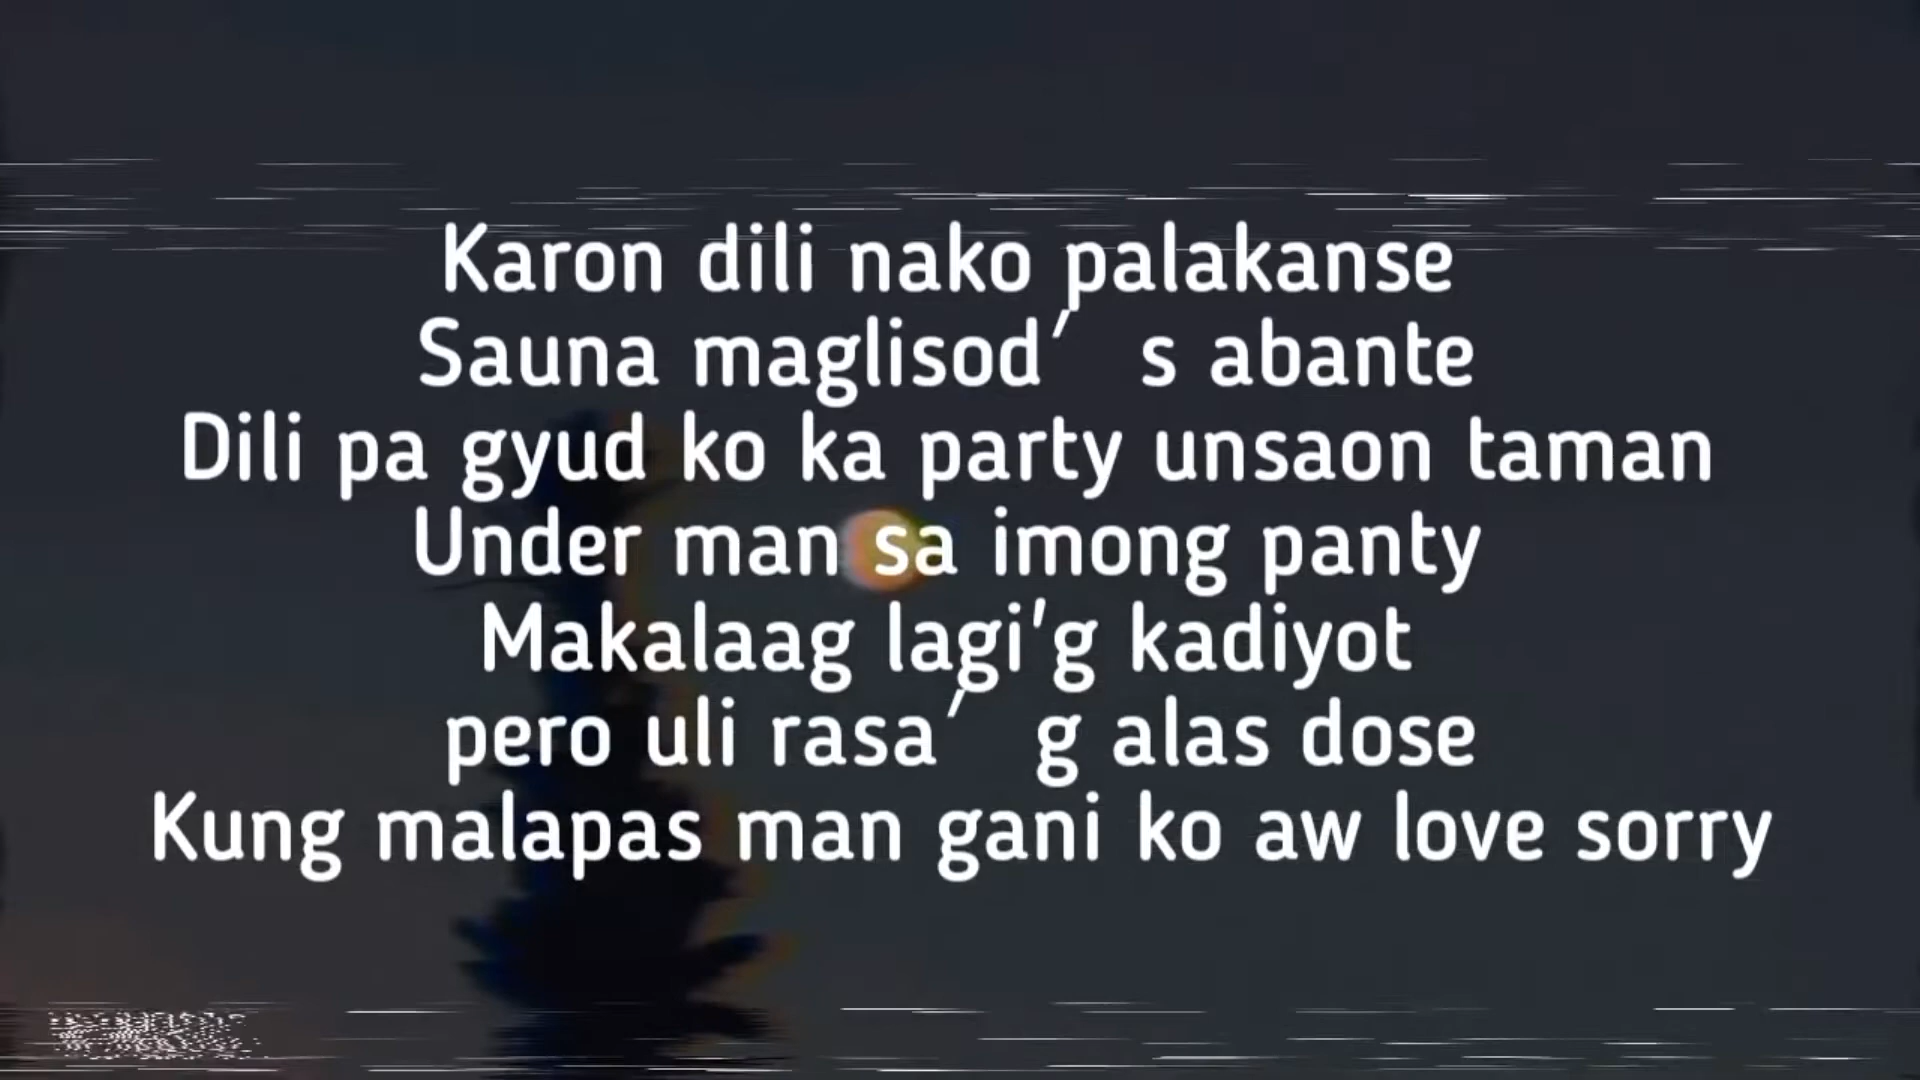 Karon dili nako palakanse
Sauna maglisod' s abante
Dili pa gyud ko ka party unsaon taman
Under man sa imong panty
Makalaag lagi'g kadiyot
pero uli rasa' g alas dose
Kung malapas man gani ko aw love sorry